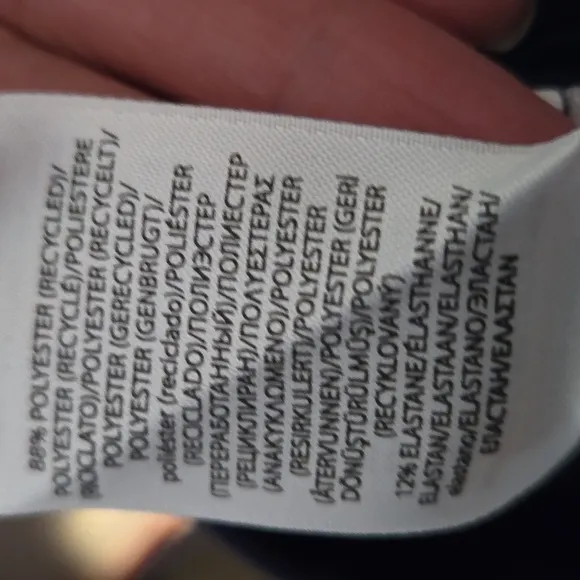 88% POLYESTER (RECYCLED)/
POLYESTER (RECYCLÉ)/POLIESTERE
(RICICLATO)/POLYESTER (RECYCELT)/
POLYESTER (GERECYCLED)/
POLYESTER (GENBRUGT)/
poliéster (reciclado)/POLIÉSTER
(RECICLADO)/ПОЛИЭСТЕР
(ПЕРЕРАБОТАННЫЙ)/ПОЛИЕСТЕР
(РЕЦИКЛИРАН)/ΠΟΛΥΕΣΤΕΡΑΣ
(ΑΝΑΚΥΚΛΩΜΕΝΟ)/POLYESTER
(RESIRKULERT)/POLYESTER
(ÅTERVUNNEN)/POLYESTER (GERİ
DÖNÜŞTÜRÜLMÜŞ)/POLYESTER
(RECYKLOVANÝ)
12% ELASTANE/ÉLASTHANNE/
ELASTAN/ELASTAAN/ELASTHAN/
elastano/ELASTANO/ЭЛАСТАН/
ЕЛАСТАН/ΕΛΑΣΤΑΝ